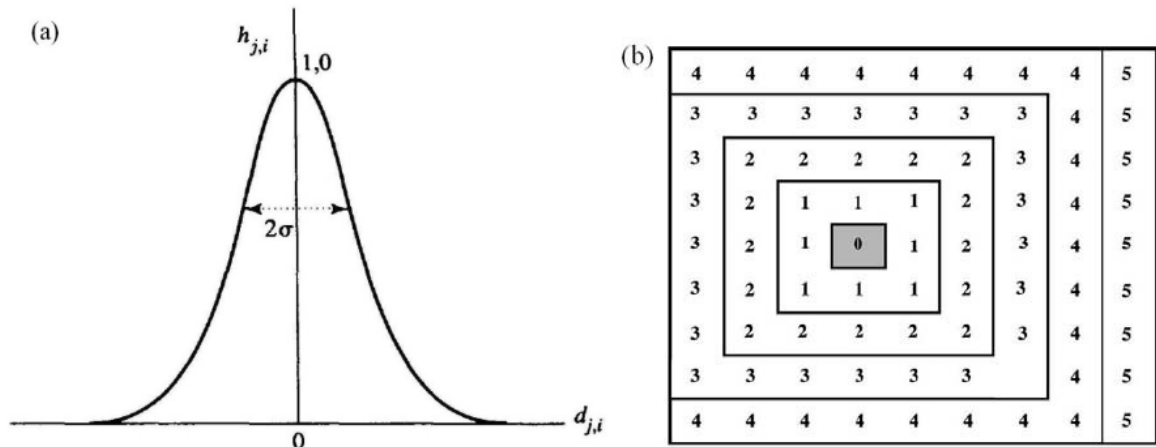 (a)
h_{j,i}
1,0
2σ
0
d_{j,i}
(b)
4 4 4 4 4 4 4 4 5
3 3 3 3 3 3 3 4 5
3 2 2 2 2 2 3 4 5
3 2 1 1 1 2 3 4 5
3 2 1 0 1 2 3 4 5
3 2 1 1 1 2 3 4 5
3 2 2 2 2 2 3 4 5
3 3 3 3 3 3 4 5
4 4 4 4 4 4 4 4 5